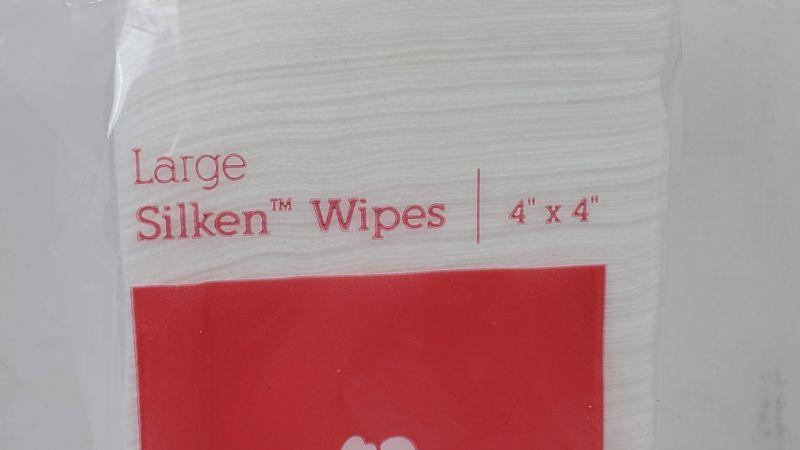 Large
Silken™ Wipes | 4" x 4"